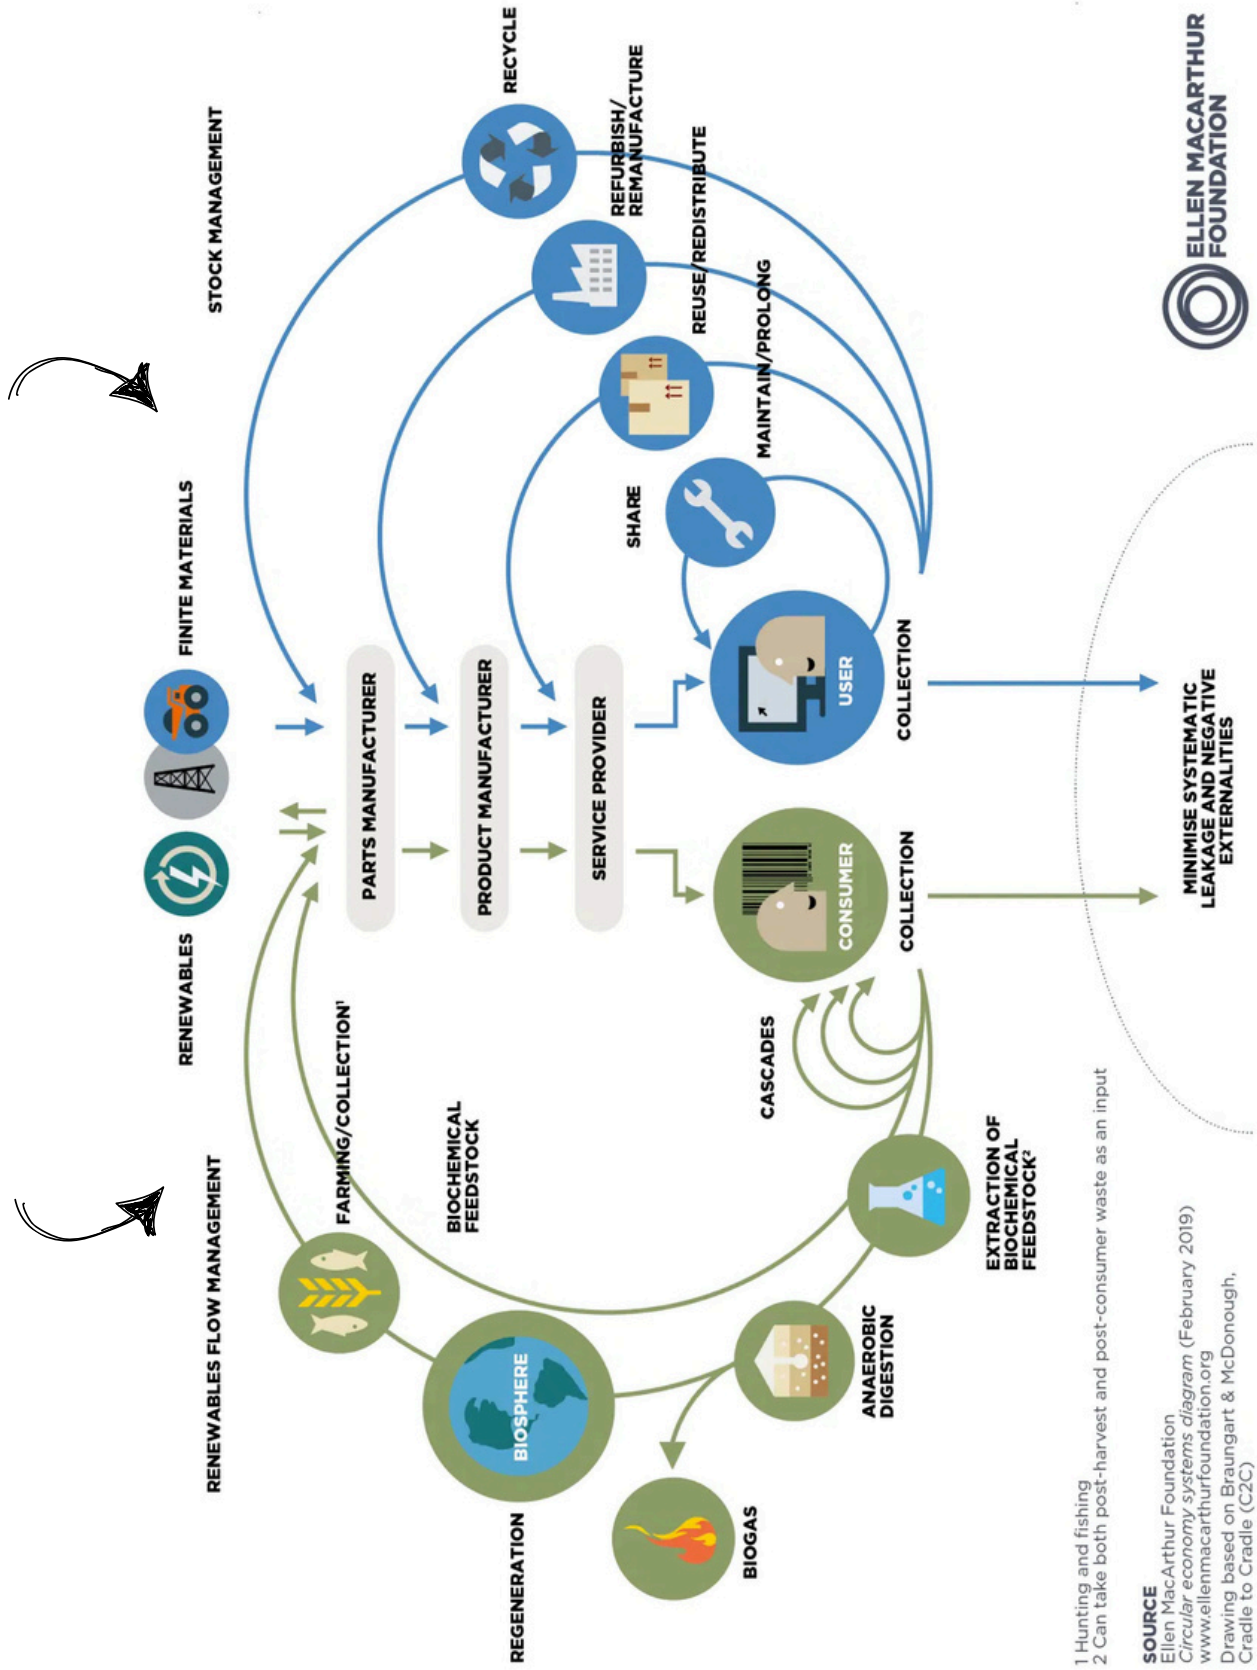 RENEWABLES
FINITE MATERIALS
RENEWABLES FLOW MANAGEMENT
STOCK MANAGEMENT
FARMING/COLLECTION¹
PARTS MANUFACTURER
BIOCHEMICAL
FEEDSTOCK
PRODUCT MANUFACTURER
REGENERATION
BIOSPHERE
RECYCLE
SERVICE PROVIDER
SHARE
REFURBISH/
REMANUFACTURE
REUSE/REDISTRIBUTE
MAINTAIN/PROLONG
BIOGAS
CASCADES
CONSUMER
USER
ANAEROBIC
DIGESTION
COLLECTION
COLLECTION
EXTRACTION OF
BIOCHEMICAL
FEEDSTOCK²
1 Hunting and fishing
2 Can take both post-harvest and post-consumer waste as an input
SOURCE
Ellen MacArthur Foundation
Circular economy systems diagram (February 2019)
www.ellenmacarthurfoundation.org
Drawing based on Braungart & McDonough,
Cradle to Cradle (C2C)
MINIMISE SYSTEMATIC
LEAKAGE AND NEGATIVE
EXTERNALITIES
ELLEN MACARTHUR
FOUNDATION